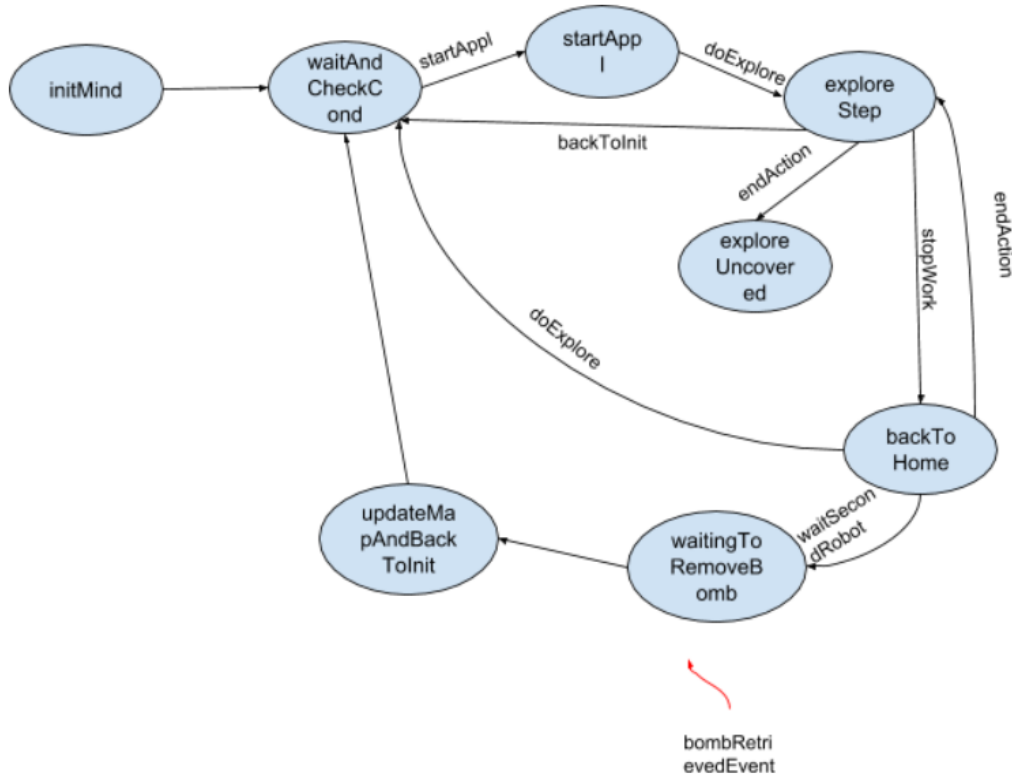 initMind
waitAnd
CheckC
ond
startAppl
startApp
l
doExplore
explore
Step
backToInit
endAction
explore
Uncover
ed
stopWork
endAction
doExplore
backTo
Home
waitSecon
dRobot
updateMa
pAndBack
ToInit
waitingTo
RemoveB
omb
bombRetri
evedEvent